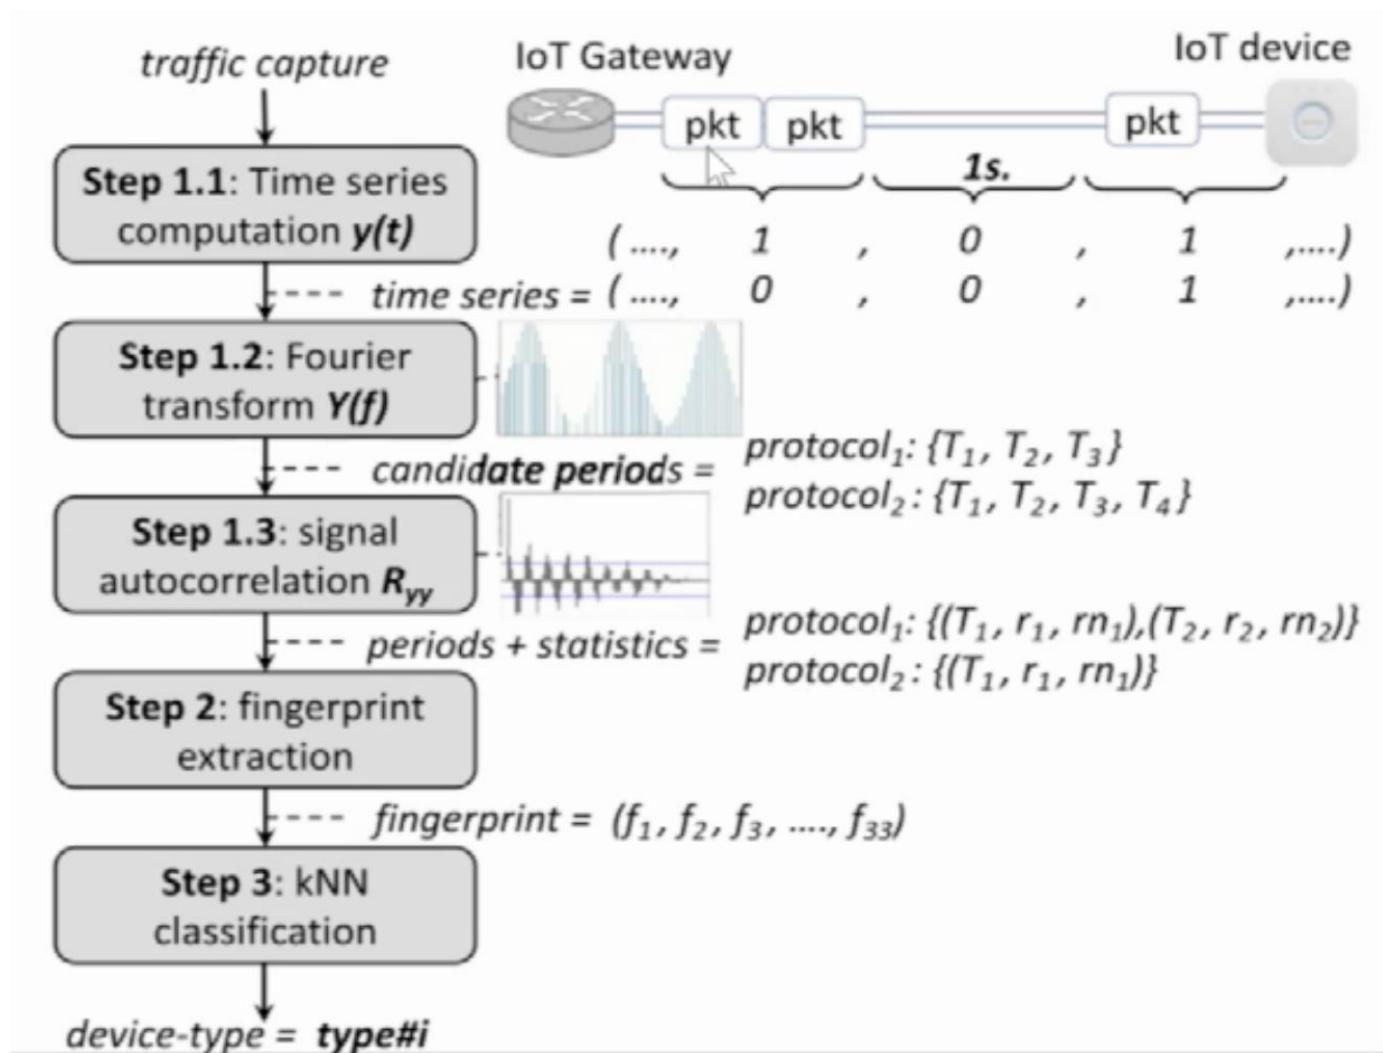 traffic capture
IoT Gateway
IoT device
pkt pkt pkt
1s.
Step 1.1: Time series
computation y(t)
( ...., 1 , 0 , 1 ,....)
time series = ( ...., 0 , 0 , 1 ,....)
Step 1.2: Fourier
transform Y(f)
candidate periods =
protocol₁: {T₁, T₂, T₃}
protocol₂: {T₁, T₂, T₃, T₄}
Step 1.3: signal
autocorrelation Ryy
periods + statistics =
protocol₁: {(T₁, r₁, rn₁),(T₂, r₂, rn₂)}
protocol₂: {(T₁, r₁, rn₁)}
Step 2: fingerprint
extraction
fingerprint = (f₁, f₂, f₃, ...., f₃₃)
Step 3: kNN
classification
device-type = type#i